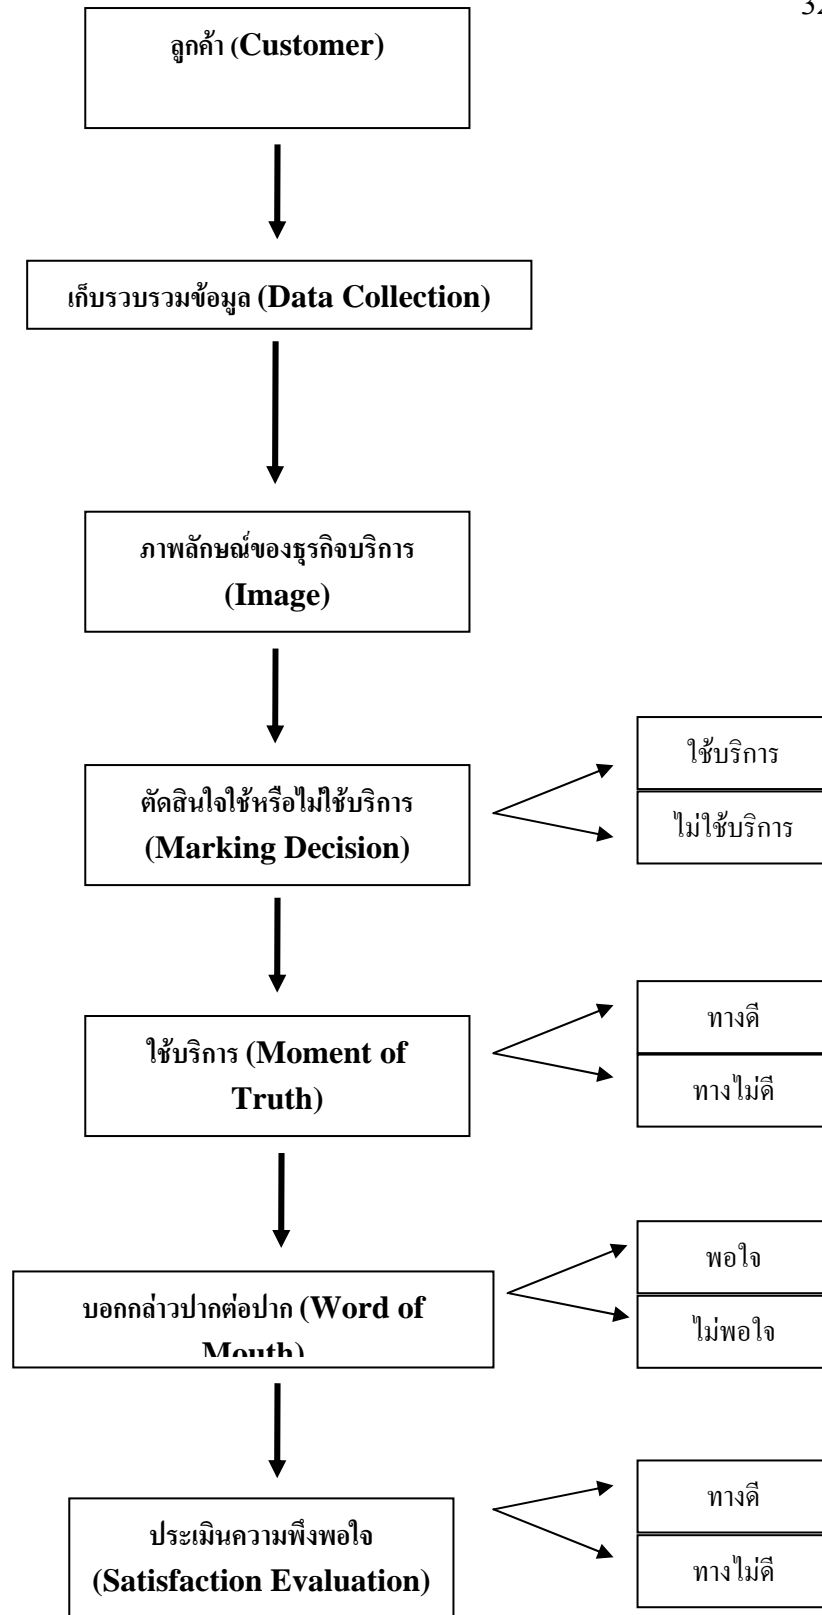 32
ลูกค้า (Customer)
เก็บรวบรวมข้อมูล (Data Collection)
ภาพลักษณ์ของธุรกิจบริการ
(Image)
ตัดสินใจใช้หรือไม่ใช้บริการ
(Marking Decision)
ใช้บริการ
ไม่ใช้บริการ
ใช้บริการ (Moment of
Truth)
ทางดี
ทางไม่ดี
บอกกล่าวปากต่อปาก (Word of
Mouth)
พอใจ
ไม่พอใจ
ประเมินความพึงพอใจ
(Satisfaction Evaluation)
ทางดี
ทางไม่ดี